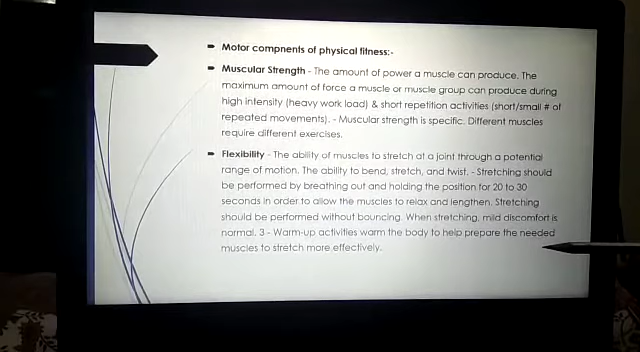 Motor compnents of physical fitness:-
Muscular Strength - The amount of power a muscle can produce. The
maximum amount of force a muscle or muscle group can produce during
high intensity (heavy work load) & short repetition activities (short/small # of
repeated movements). - Muscular strength is specific. Different muscles
require different exercises.
Flexibility - The ability of muscles to stretch at a joint through a potential
range of motion. The ability to bend, stretch, and twist. - Stretching should
be performed by breathing out and holding the position for 20 to 30
seconds in order to allow the muscles to relax and lengthen. Stretching
should be performed without bouncing. When stretching, mild discomfort is
normal. 3 - Warm-up activities warm the body to help prepare the needed
muscles to stretch more effectively.